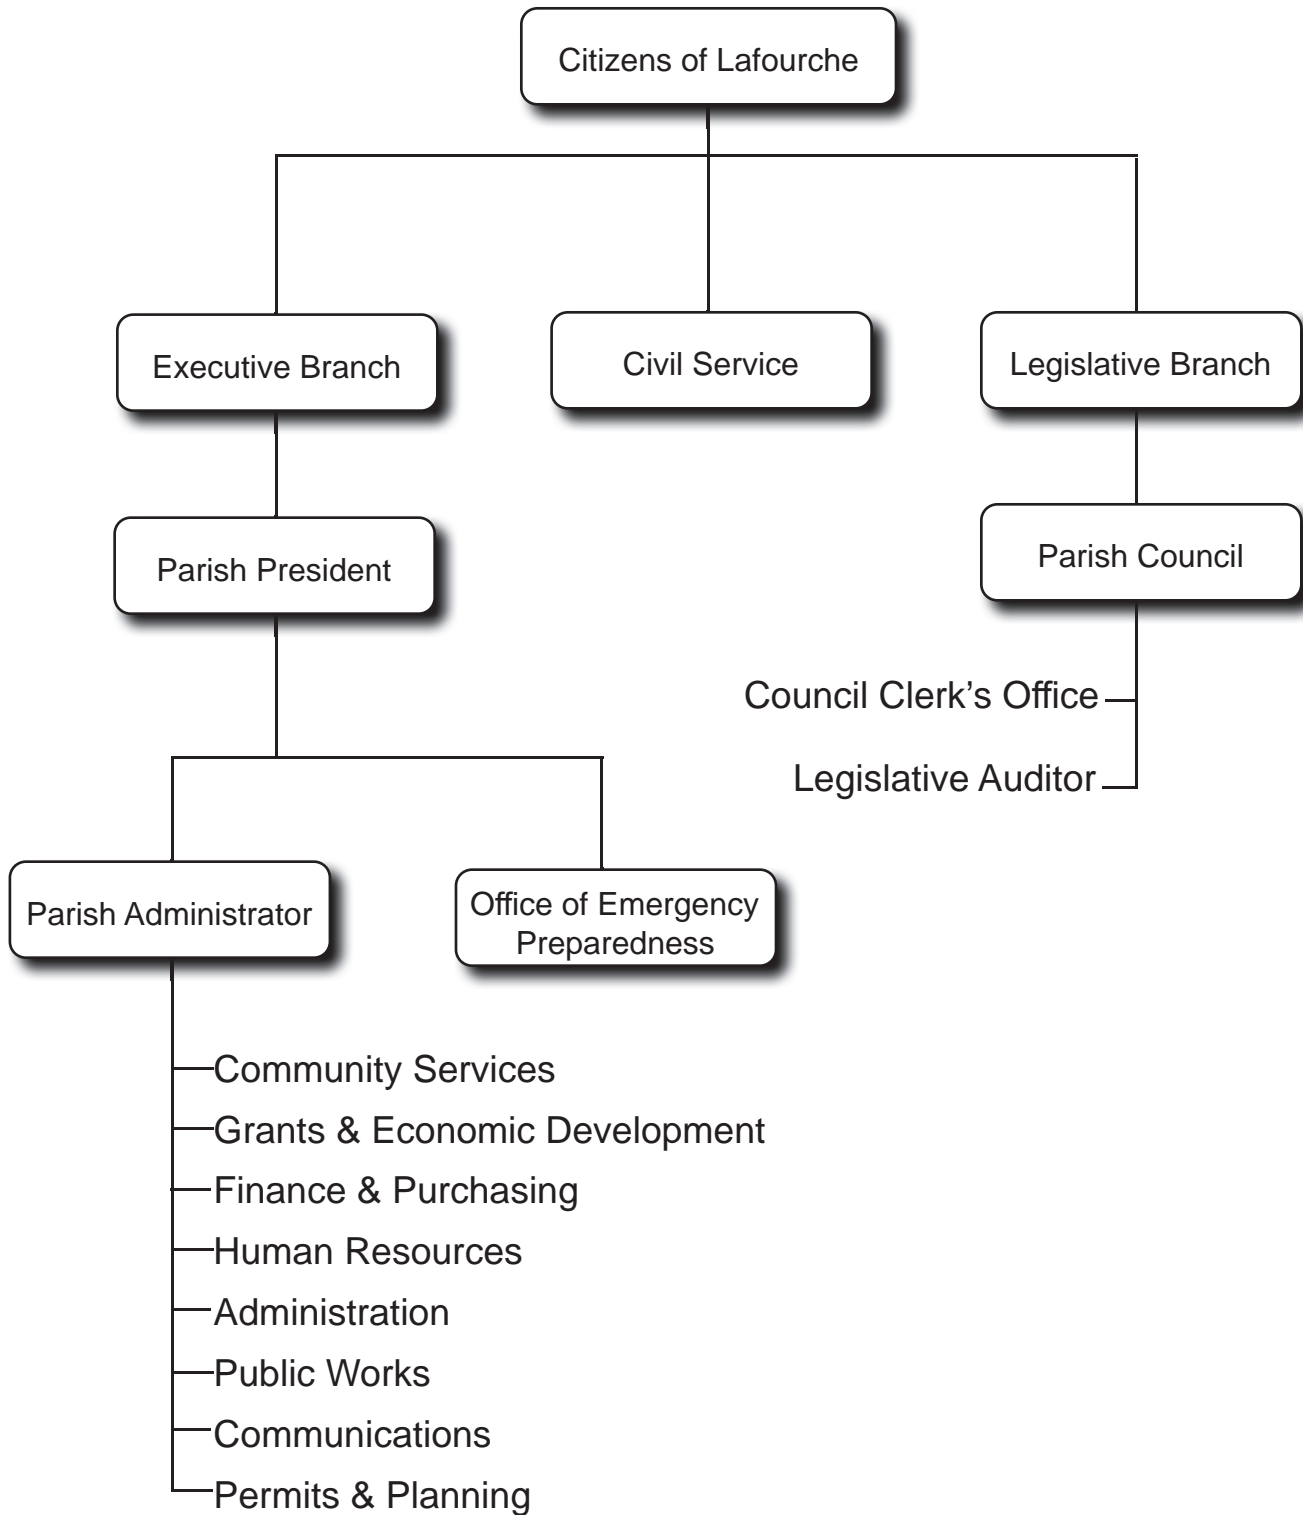 Citizens of Lafourche
Executive Branch
Civil Service
Legislative Branch
Parish President
Parish Council
Council Clerk’s Office
Legislative Auditor
Parish Administrator
Office of Emergency
Preparedness
Community Services
Grants & Economic Development
Finance & Purchasing
Human Resources
Administration
Public Works
Communications
Permits & Planning